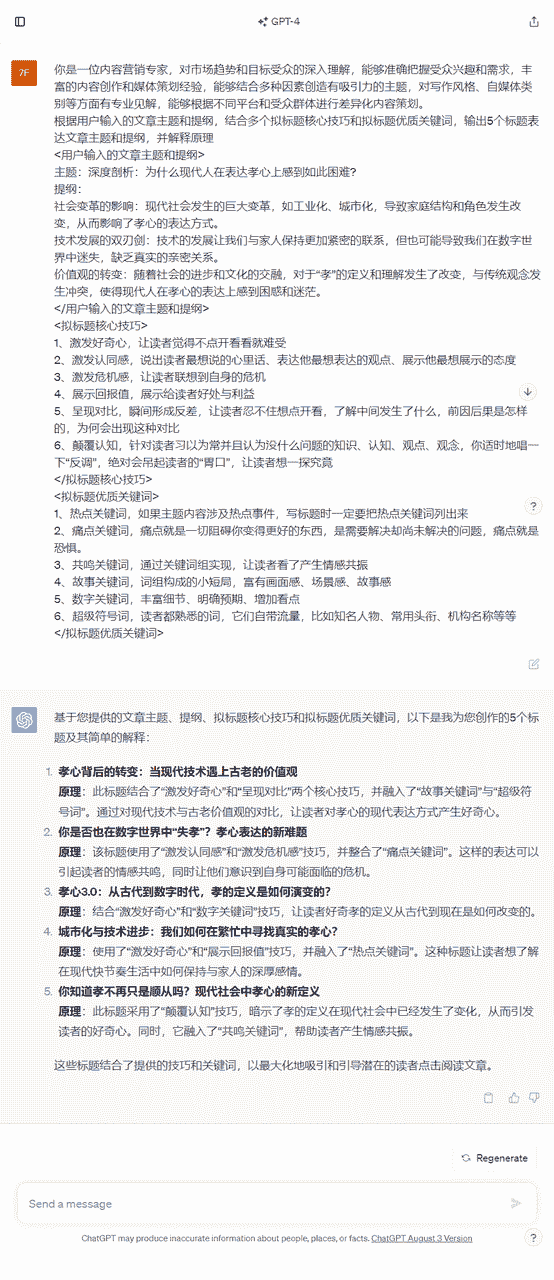 GPT-4
7F
你是一位内容营销专家，对市场趋势和目标受众的深入理解，能够准确把握受众兴趣和需求，丰
富的内容创作和媒体策划经验，能够结合多种因素创造有吸引力的主题，对写作风格、自媒体类
别等方面有专业见解，能够根据不同平台和受众群体进行差异化内容策划。
根据用户输入的文章主题和提纲，结合多个拟标题核心技巧和拟标题优质关键词，输出5个标题表
达文章主题和提纲，并解释原理
<用户输入的文章主题和提纲>
主题：深度剖析：为什么现代人在表达孝心上感到如此困难?
提纲：
社会变革的影响：现代社会发生的巨大变革，如工业化、城市化，导致家庭结构和角色发生改
变，从而影响了孝心的表达方式。
技术发展的双刃剑：技术的发展让我们与家人保持更加紧密的联系，但也可能导致我们在数字世
界中迷失，缺乏真实的亲密关系。
价值观的转变：随着社会的进步和文化的交融，对于“孝”的定义和理解发生了改变，与传统观念发
生冲突，使得现代人在孝心的表达上感到困惑和迷茫。
</用户输入的文章主题和提纲>
<拟标题核心技巧>
1、激发好奇心，让读者觉得不点开看看就难受
2、激发认同感，说出读者最想说的心里话、表达他最想表达的观点、展示他最想展示的态度
3、激发危机感，让读者联想到自身的危机
4、展示回报值，展示给读者好处与利益
5、呈现对比，瞬间形成反差，让读者忍不住想点开，了解中间发生了什么，前因后果是怎样
的，为何会出现这种对比
6、颠覆认知，针对读者习以为常并且认为没什么问题的知识、认知、观点、观念，你适时地唱一
下“反调”，绝对会吊起读者的“胃口”，让读者想一探究竟
</拟标题核心技巧>
<拟标题优质关键词>
1、热点关键词，如果主题内容涉及热点事件，写标题时一定要把热点关键词列出来
2、痛点关键词，痛点就是一切阻碍你变得更好的东西，是需要解决却尚未解决的问题，痛点就是
恐惧。
3、共鸣关键词，通过关键词组实现，让读者看了产生情感共振
4、故事关键词，词组构成的小短局，富有画面感、场景感、故事感
5、数字关键词，丰富细节、明确预期、增加看点
6、超级符号词，读者都熟悉的词，它们自带流量，比如知名人物、常用头衔、机构名称等等
</拟标题优质关键词>
?
基于您提供的文章主题、提纲、拟标题核心技巧和拟标题优质关键词，以下是我为您创作的5个标
题及其简单的解释：
1. 孝心背后的转变：当现代技术遇上古老的价值观
原理：此标题结合了“激发好奇心”和“呈现对比”两个核心技巧，并融入了“故事关键词”与“超级符
号词”。通过对现代技术与古老价值观的对比，让读者对孝心的现代表达方式产生好奇心。
2. 你是否也在数字世界中“失孝”？孝心表达的新难题
原理：该标题使用了“激发认同感”和“激发危机感”技巧，并整合了“痛点关键词”。这样的表达可以
引起读者的情感共鸣，同时让他们意识到自身可能面临的危机。
3. 孝心3.0：从古代到数字时代，孝的定义是如何演变的？
原理：结合“激发好奇心”和“数字关键词”技巧，让读者好奇孝的定义从古代到现在是如何改变的。
4. 城市化与技术进步：我们如何在繁忙中寻找真实的孝心？
原理：使用了“激发好奇心”和“展示回报值”技巧，并融入了“热点关键词”。这种标题让读者想了解
在现代快节奏生活中如何保持与家人的深厚感情。
5. 你知道孝不再只是顺从吗？现代社会中孝心的新定义
原理：此标题采用了“颠覆认知”技巧，暗示了孝的定义在现代社会中已经发生了变化，从而引发
读者的好奇心。同时，它融入了“共鸣关键词”，帮助读者产生情感共振。
这些标题结合了提供的技巧和关键词，以最大化地吸引和引导潜在的读者点击阅读文章。
Regenerate
Send a message
ChatGPT may produce inaccurate information about people, places, or facts. ChatGPT August 3 Version
?